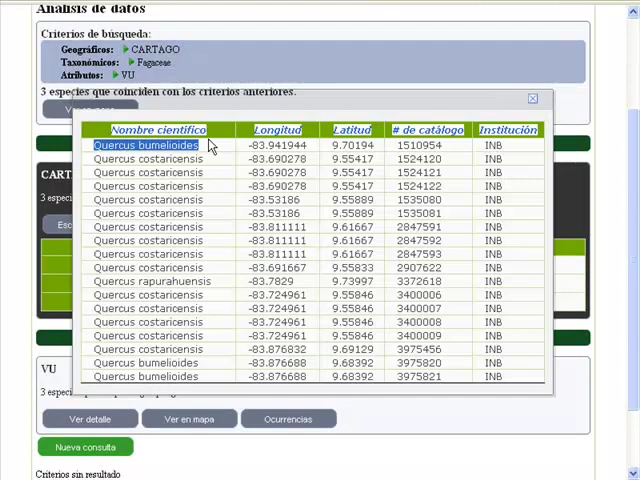 Analisis de datos
Criterios de búsqueda:
Geográficos: CARTAGO
Taxonómicos: Fagaceae
Atributos: VU
3 especies que coinciden con los criterios anteriores.
Nombre científico Longitud Latitud # de catálogo Institución
Quercus bumelioides -83.941944 9.70194 1510954 INB
Quercus costaricensis -83.690278 9.55417 1524120 INB
Quercus costaricensis -83.690278 9.55417 1524121 INB
Quercus costaricensis -83.690278 9.55417 1524122 INB
Quercus costaricensis -83.53186 9.55889 1535080 INB
Quercus costaricensis -83.53186 9.55889 1535081 INB
Quercus costaricensis -83.811111 9.61667 2847591 INB
Quercus costaricensis -83.811111 9.61667 2847592 INB
Quercus costaricensis -83.811111 9.61667 2847593 INB
Quercus costaricensis -83.691667 9.55833 2907622 INB
Quercus rapurahuensis -83.7829 9.73997 3372618 INB
Quercus costaricensis -83.724961 9.55846 3400006 INB
Quercus costaricensis -83.724961 9.55846 3400007 INB
Quercus costaricensis -83.724961 9.55846 3400008 INB
Quercus costaricensis -83.724961 9.55846 3400009 INB
Quercus costaricensis -83.876832 9.69129 3975456 INB
Quercus bumelioides -83.876688 9.68392 3975820 INB
Quercus bumelioides -83.876688 9.68392 3975821 INB
CART
3 especi
Esc
VU
3 especi
Ver detalle Ver en mapa Ocurrencias
Nueva consulta
Criterios sin resultado